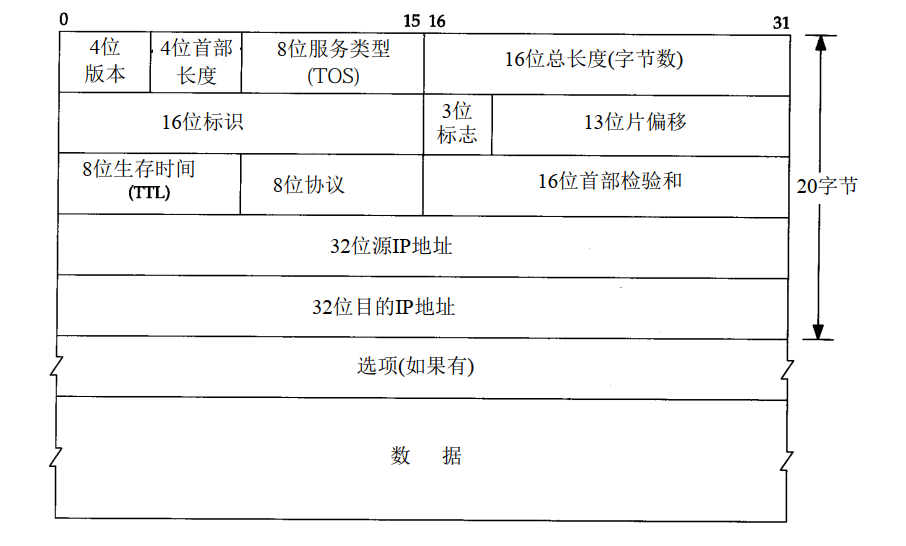 0 15 16 31
4位
版本
4位首部
长度
8位服务类型
(TOS)
16位总长度(字节数)
16位标识
3位
标志
13位片偏移
8位生存时间
(TTL)
8位协议
16位首部检验和
20字节
32位源IP地址
32位目的IP地址
选项(如果有)
数 据